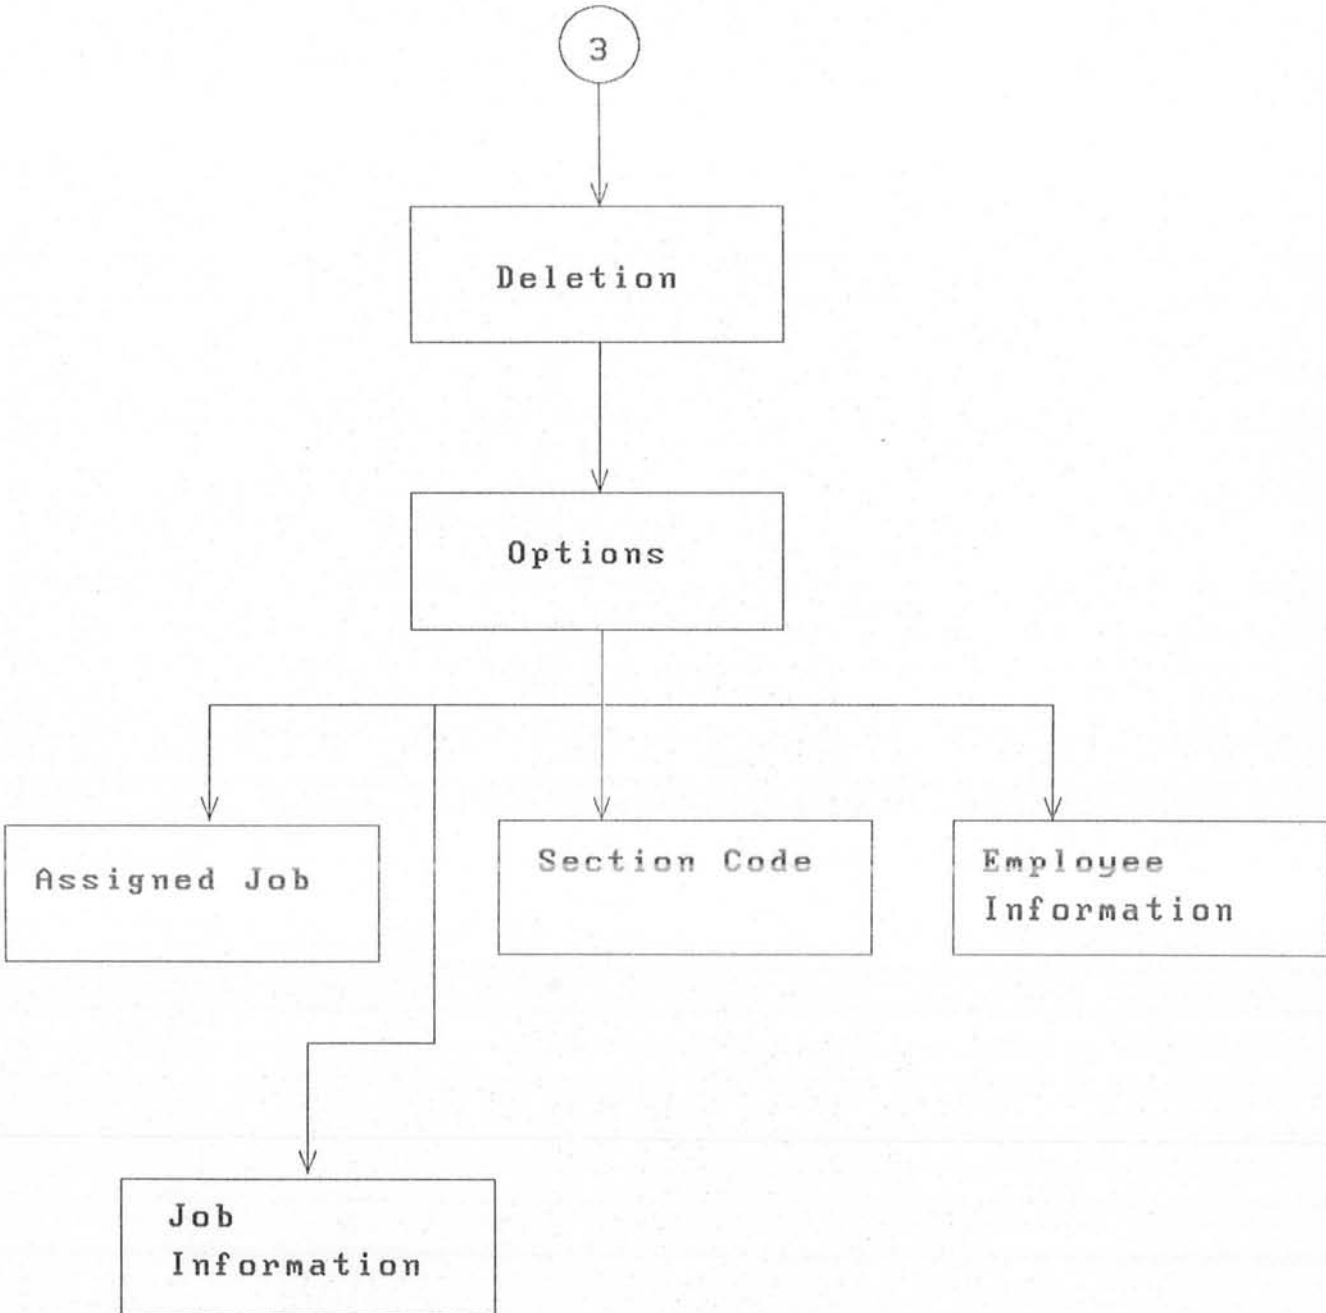 3
Deletion
Options
Assigned Job
Section Code
Employee
Information
Job
Information